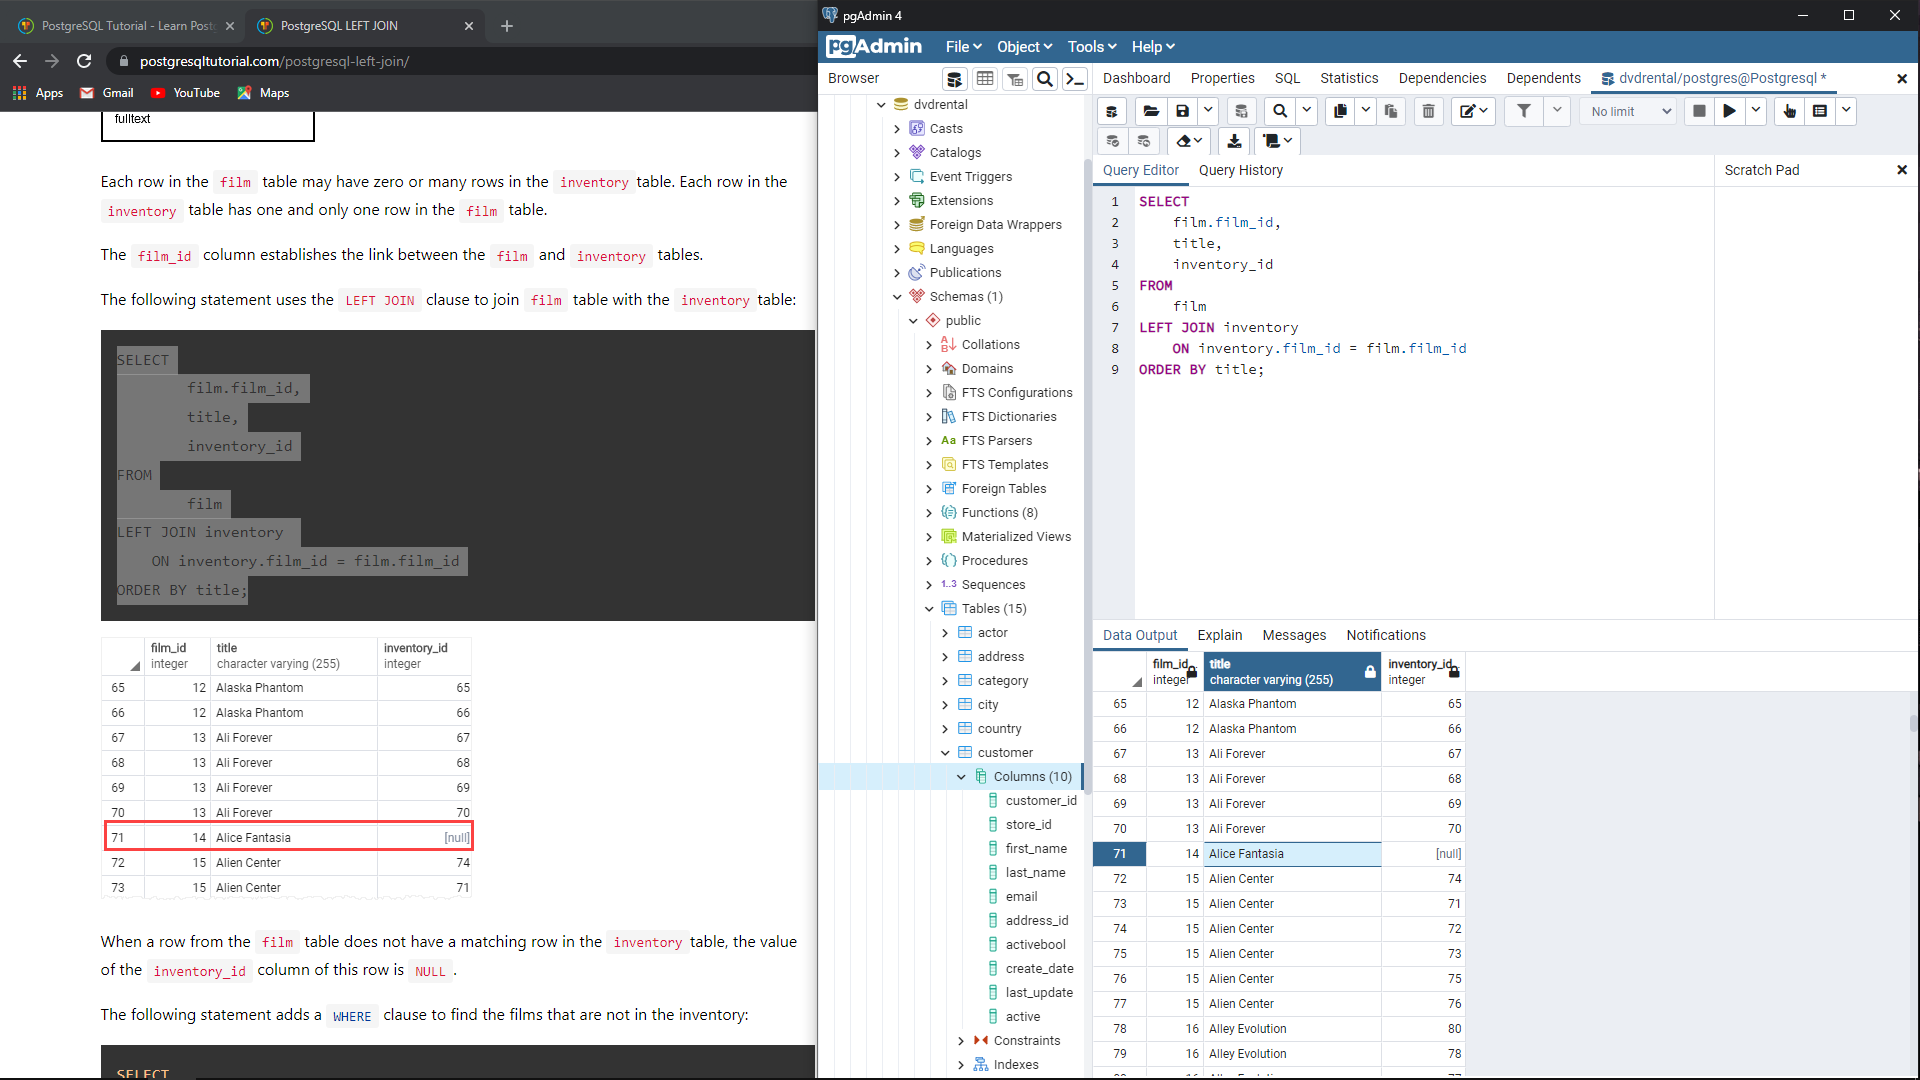 PostgreSQL Tutorial - Learn Post
PostgreSQL LEFT JOIN
postgresqltutorial.com/postgresql-left-join/
Apps
Gmail
YouTube
Maps
fulltext
Each row in the film table may have zero or many rows in the inventory table. Each row in the
inventory table has one and only one row in the film table.
The film_id column establishes the link between the film and inventory tables.
The following statement uses the LEFT JOIN clause to join film table with the inventory table:
SELECT
film.film_id,
title,
inventory_id
FROM
film
LEFT JOIN inventory
ON inventory.film_id = film.film_id
ORDER BY title;
film_id title inventory_id
integer character varying (255) integer
65 12 Alaska Phantom 65
66 12 Alaska Phantom 66
67 13 Ali Forever 67
68 13 Ali Forever 68
69 13 Ali Forever 69
70 13 Ali Forever 70
71 14 Alice Fantasia [null]
72 15 Alien Center 74
73 15 Alien Center 71
When a row from the film table does not have a matching row in the inventory table, the value
of the inventory_id column of this row is NULL.
The following statement adds a WHERE clause to find the films that are not in the inventory:
SELECT
pgAdmin 4
pgAdmin
File
Object
Tools
Help
Browser
dvdrental
Casts
Catalogs
Event Triggers
Extensions
Foreign Data Wrappers
Languages
Publications
Schemas (1)
public
Collations
Domains
FTS Configurations
FTS Dictionaries
Aa FTS Parsers
FTS Templates
Foreign Tables
Functions (8)
Materialized Views
Procedures
1..3 Sequences
Tables (15)
actor
address
category
city
country
customer
Columns (10)
customer_id
store_id
first_name
last_name
email
address_id
activebool
create_date
last_update
active
Constraints
Indexes
Dashboard Properties SQL Statistics Dependencies Dependents dvdrental/postgres@Postgresql *
No limit
Query Editor Query History
Scratch Pad
1 SELECT
2 film.film_id,
3 title,
4 inventory_id
5 FROM
6 film
7 LEFT JOIN inventory
8 ON inventory.film_id = film.film_id
9 ORDER BY title;
Data Output Explain Messages Notifications
film_id title inventory_id
integer character varying (255) integer
65 12 Alaska Phantom 65
66 12 Alaska Phantom 66
67 13 Ali Forever 67
68 13 Ali Forever 68
69 13 Ali Forever 69
70 13 Ali Forever 70
71 14 Alice Fantasia [null]
72 15 Alien Center 74
73 15 Alien Center 71
74 15 Alien Center 72
75 15 Alien Center 73
76 15 Alien Center 75
77 15 Alien Center 76
78 16 Alley Evolution 80
79 16 Alley Evolution 78